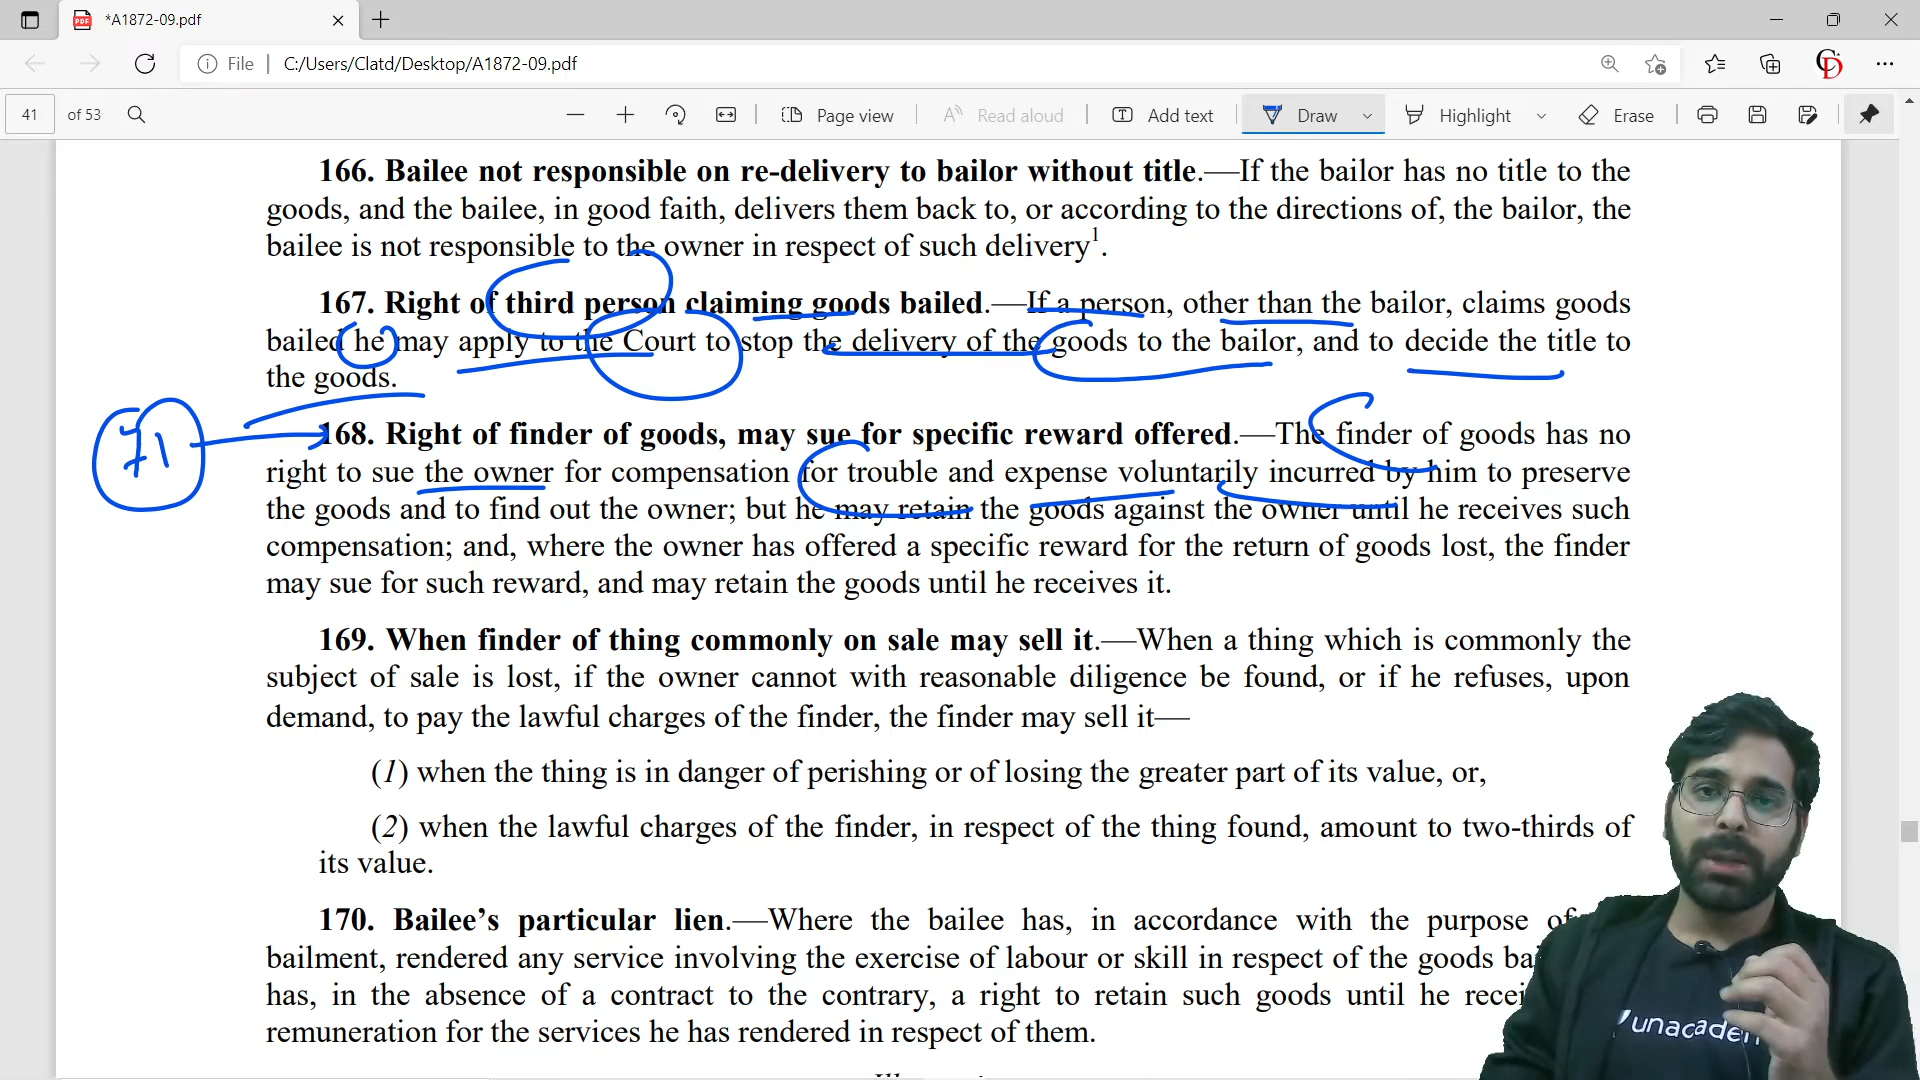 *A1872-09.pdf
File | C:/Users/Clatd/Desktop/A1872-09.pdf
41 of 53 Page view Read aloud Add text Draw Highlight Erase
166. Bailee not responsible on re-delivery to bailor without title.—If the bailor has no title to the
goods, and the bailee, in good faith, delivers them back to, or according to the directions of, the bailor, the
bailee is not responsible to the owner in respect of such delivery1.
167. Right of third person claiming goods bailed.—If a person, other than the bailor, claims goods
bailed he may apply to the Court to stop the delivery of the goods to the bailor, and to decide the title to
the goods.
71
168. Right of finder of goods, may sue for specific reward offered.—The finder of goods has no
right to sue the owner for compensation for trouble and expense voluntarily incurred by him to preserve
the goods and to find out the owner; but he may retain the goods against the owner until he receives such
compensation; and, where the owner has offered a specific reward for the return of goods lost, the finder
may sue for such reward, and may retain the goods until he receives it.
169. When finder of thing commonly on sale may sell it.—When a thing which is commonly the
subject of sale is lost, if the owner cannot with reasonable diligence be found, or if he refuses, upon
demand, to pay the lawful charges of the finder, the finder may sell it—
(1) when the thing is in danger of perishing or of losing the greater part of its value, or,
(2) when the lawful charges of the finder, in respect of the thing found, amount to two-thirds of
its value.
170. Bailee’s particular lien.—Where the bailee has, in accordance with the purpose of
bailment, rendered any service involving the exercise of labour or skill in respect of the goods
has, in the absence of a contract to the contrary, a right to retain such goods until he
remuneration for the services he has rendered in respect of them.